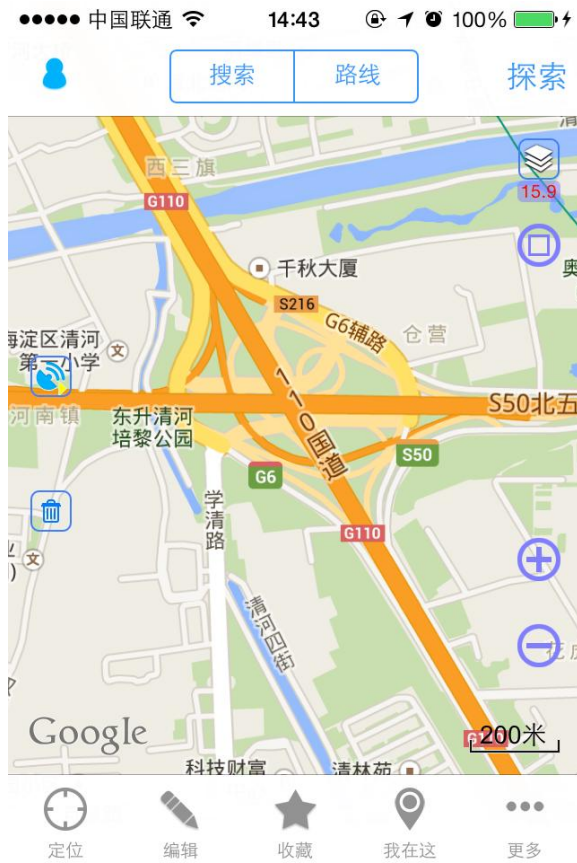 中国联通
14:43
100%
搜索
路线
探索
西三旗
15.9
G110
千秋大厦
奥
S216
G6辅路
仓营
海淀区清河
第一小学
文
110国道
S50北五
河南镇
东升清河
培黎公园
S50
G6
学清路
G110
文
清河四街
Google
200米
科技财富
清林苑
定位
编辑
收藏
我在这
更多